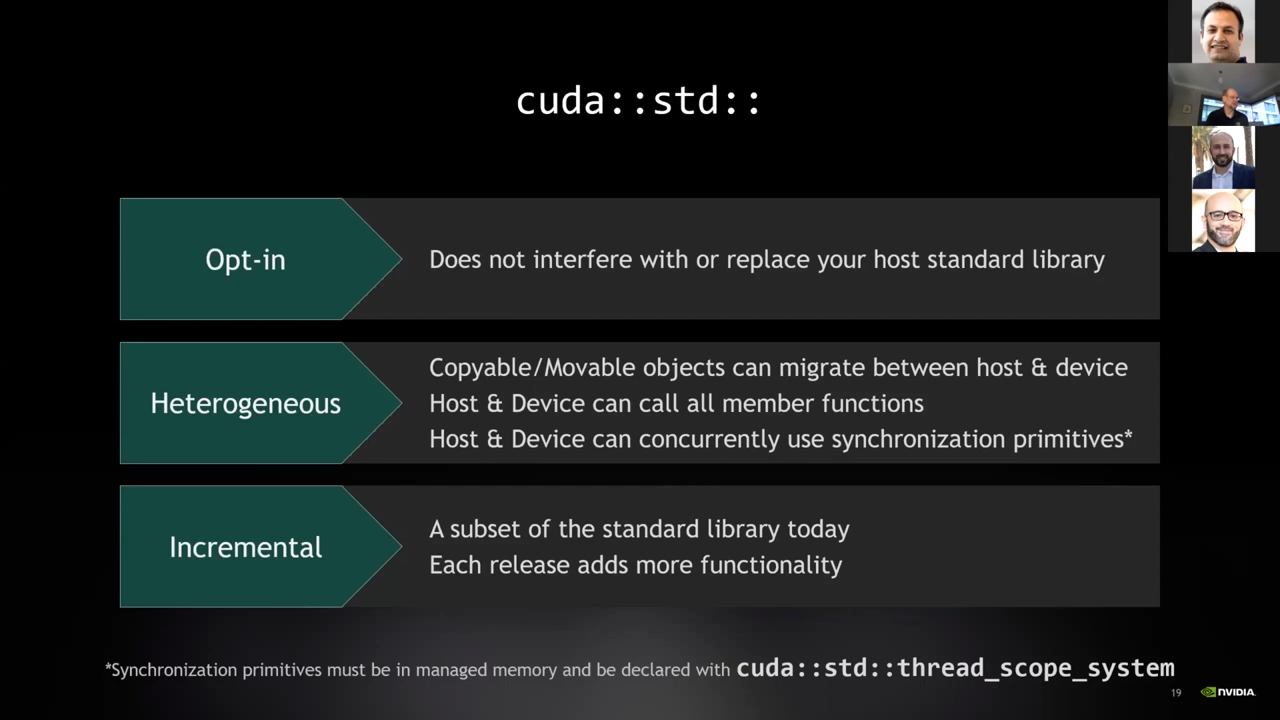 cuda::std::
Opt-in
Does not interfere with or replace your host standard library
Heterogeneous
Copyable/Movable objects can migrate between host & device
Host & Device can call all member functions
Host & Device can concurrently use synchronization primitives*
Incremental
A subset of the standard library today
Each release adds more functionality
*Synchronization primitives must be in managed memory and be declared with cuda::std::thread_scope_system
19
NVIDIA.